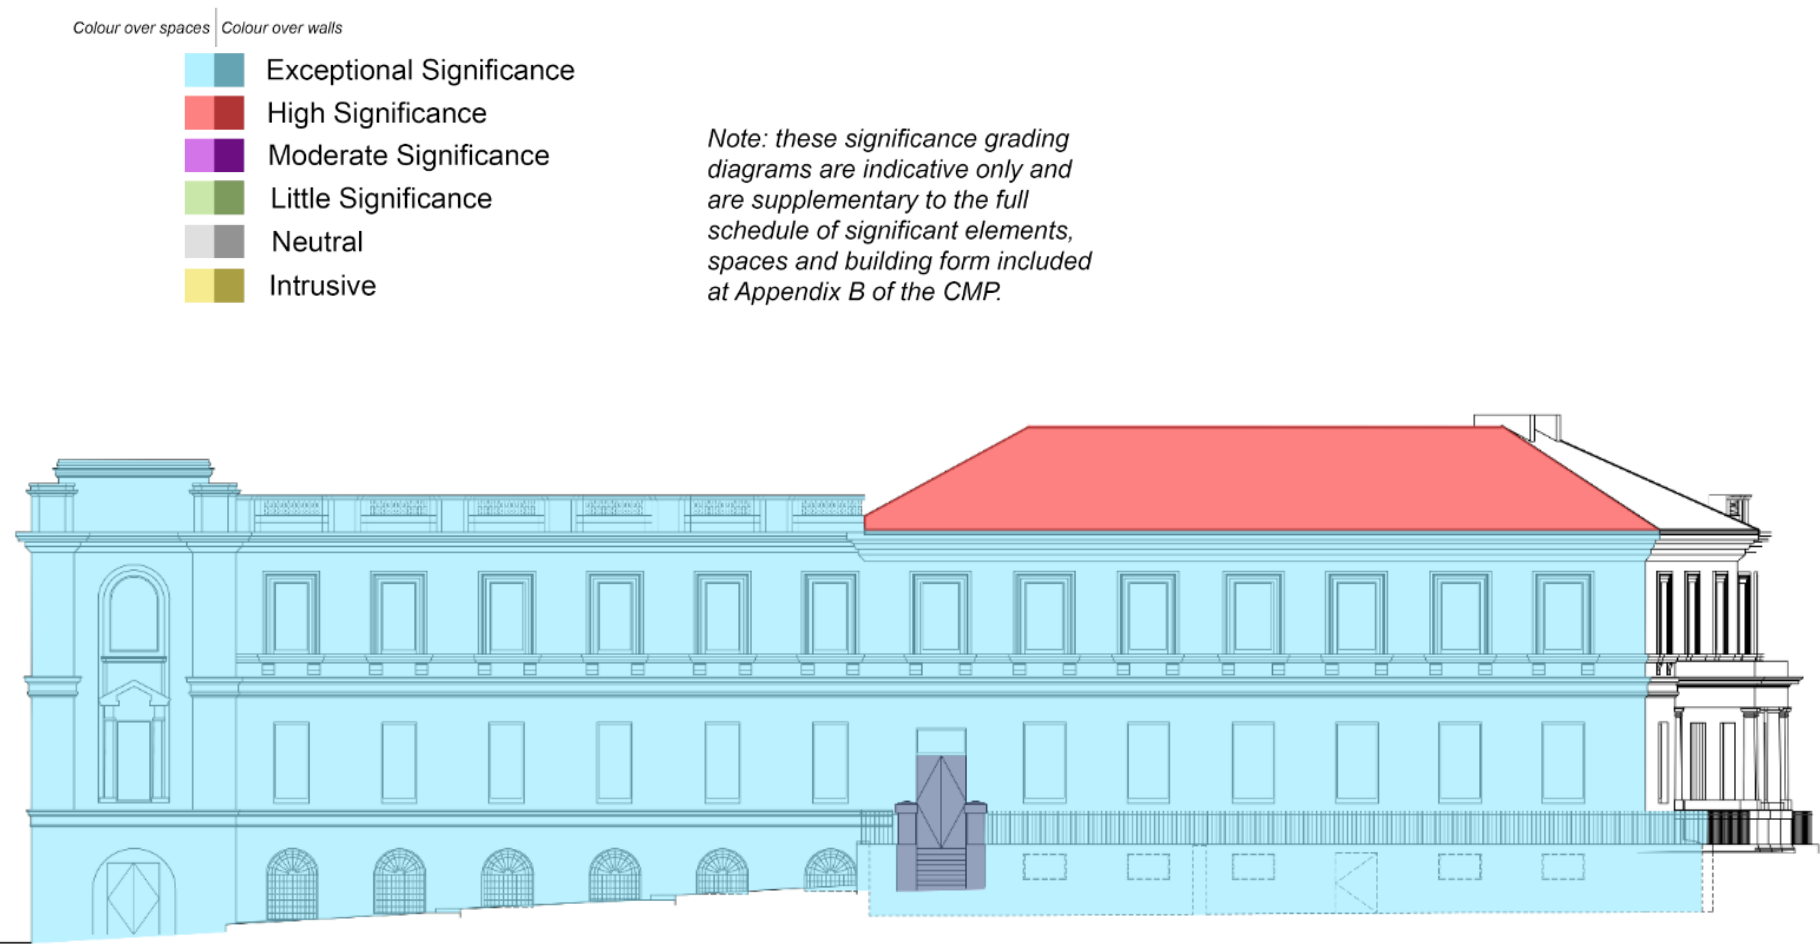 Colour over spaces Colour over walls
Exceptional Significance
High Significance
Moderate Significance
Little Significance
Neutral
Intrusive
Note: these significance grading
diagrams are indicative only and
are supplementary to the full
schedule of significant elements,
spaces and building form included
at Appendix B of the CMP.